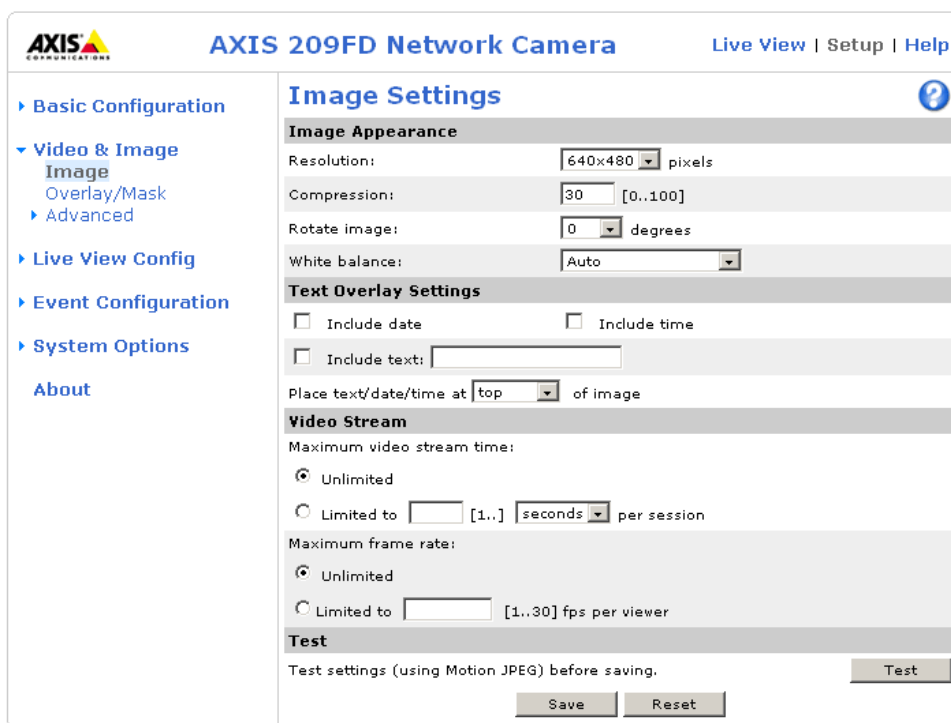 AXIS
COMMUNICATIONS
AXIS 209FD Network Camera
Live View | Setup | Help
Basic Configuration
Video & Image
Image
Overlay/Mask
Advanced
Live View Config
Event Configuration
System Options
About
Image Settings
?
Image Appearance
Resolution: 640x480 pixels
Compression: 30 [0..100]
Rotate image: 0 degrees
White balance: Auto
Text Overlay Settings
Include date Include time
Include text:
Place text/date/time at top of image
Video Stream
Maximum video stream time:
Unlimited
Limited to [1..] seconds per session
Maximum frame rate:
Unlimited
Limited to [1..30] fps per viewer
Test
Test settings (using Motion JPEG) before saving. Test
Save Reset